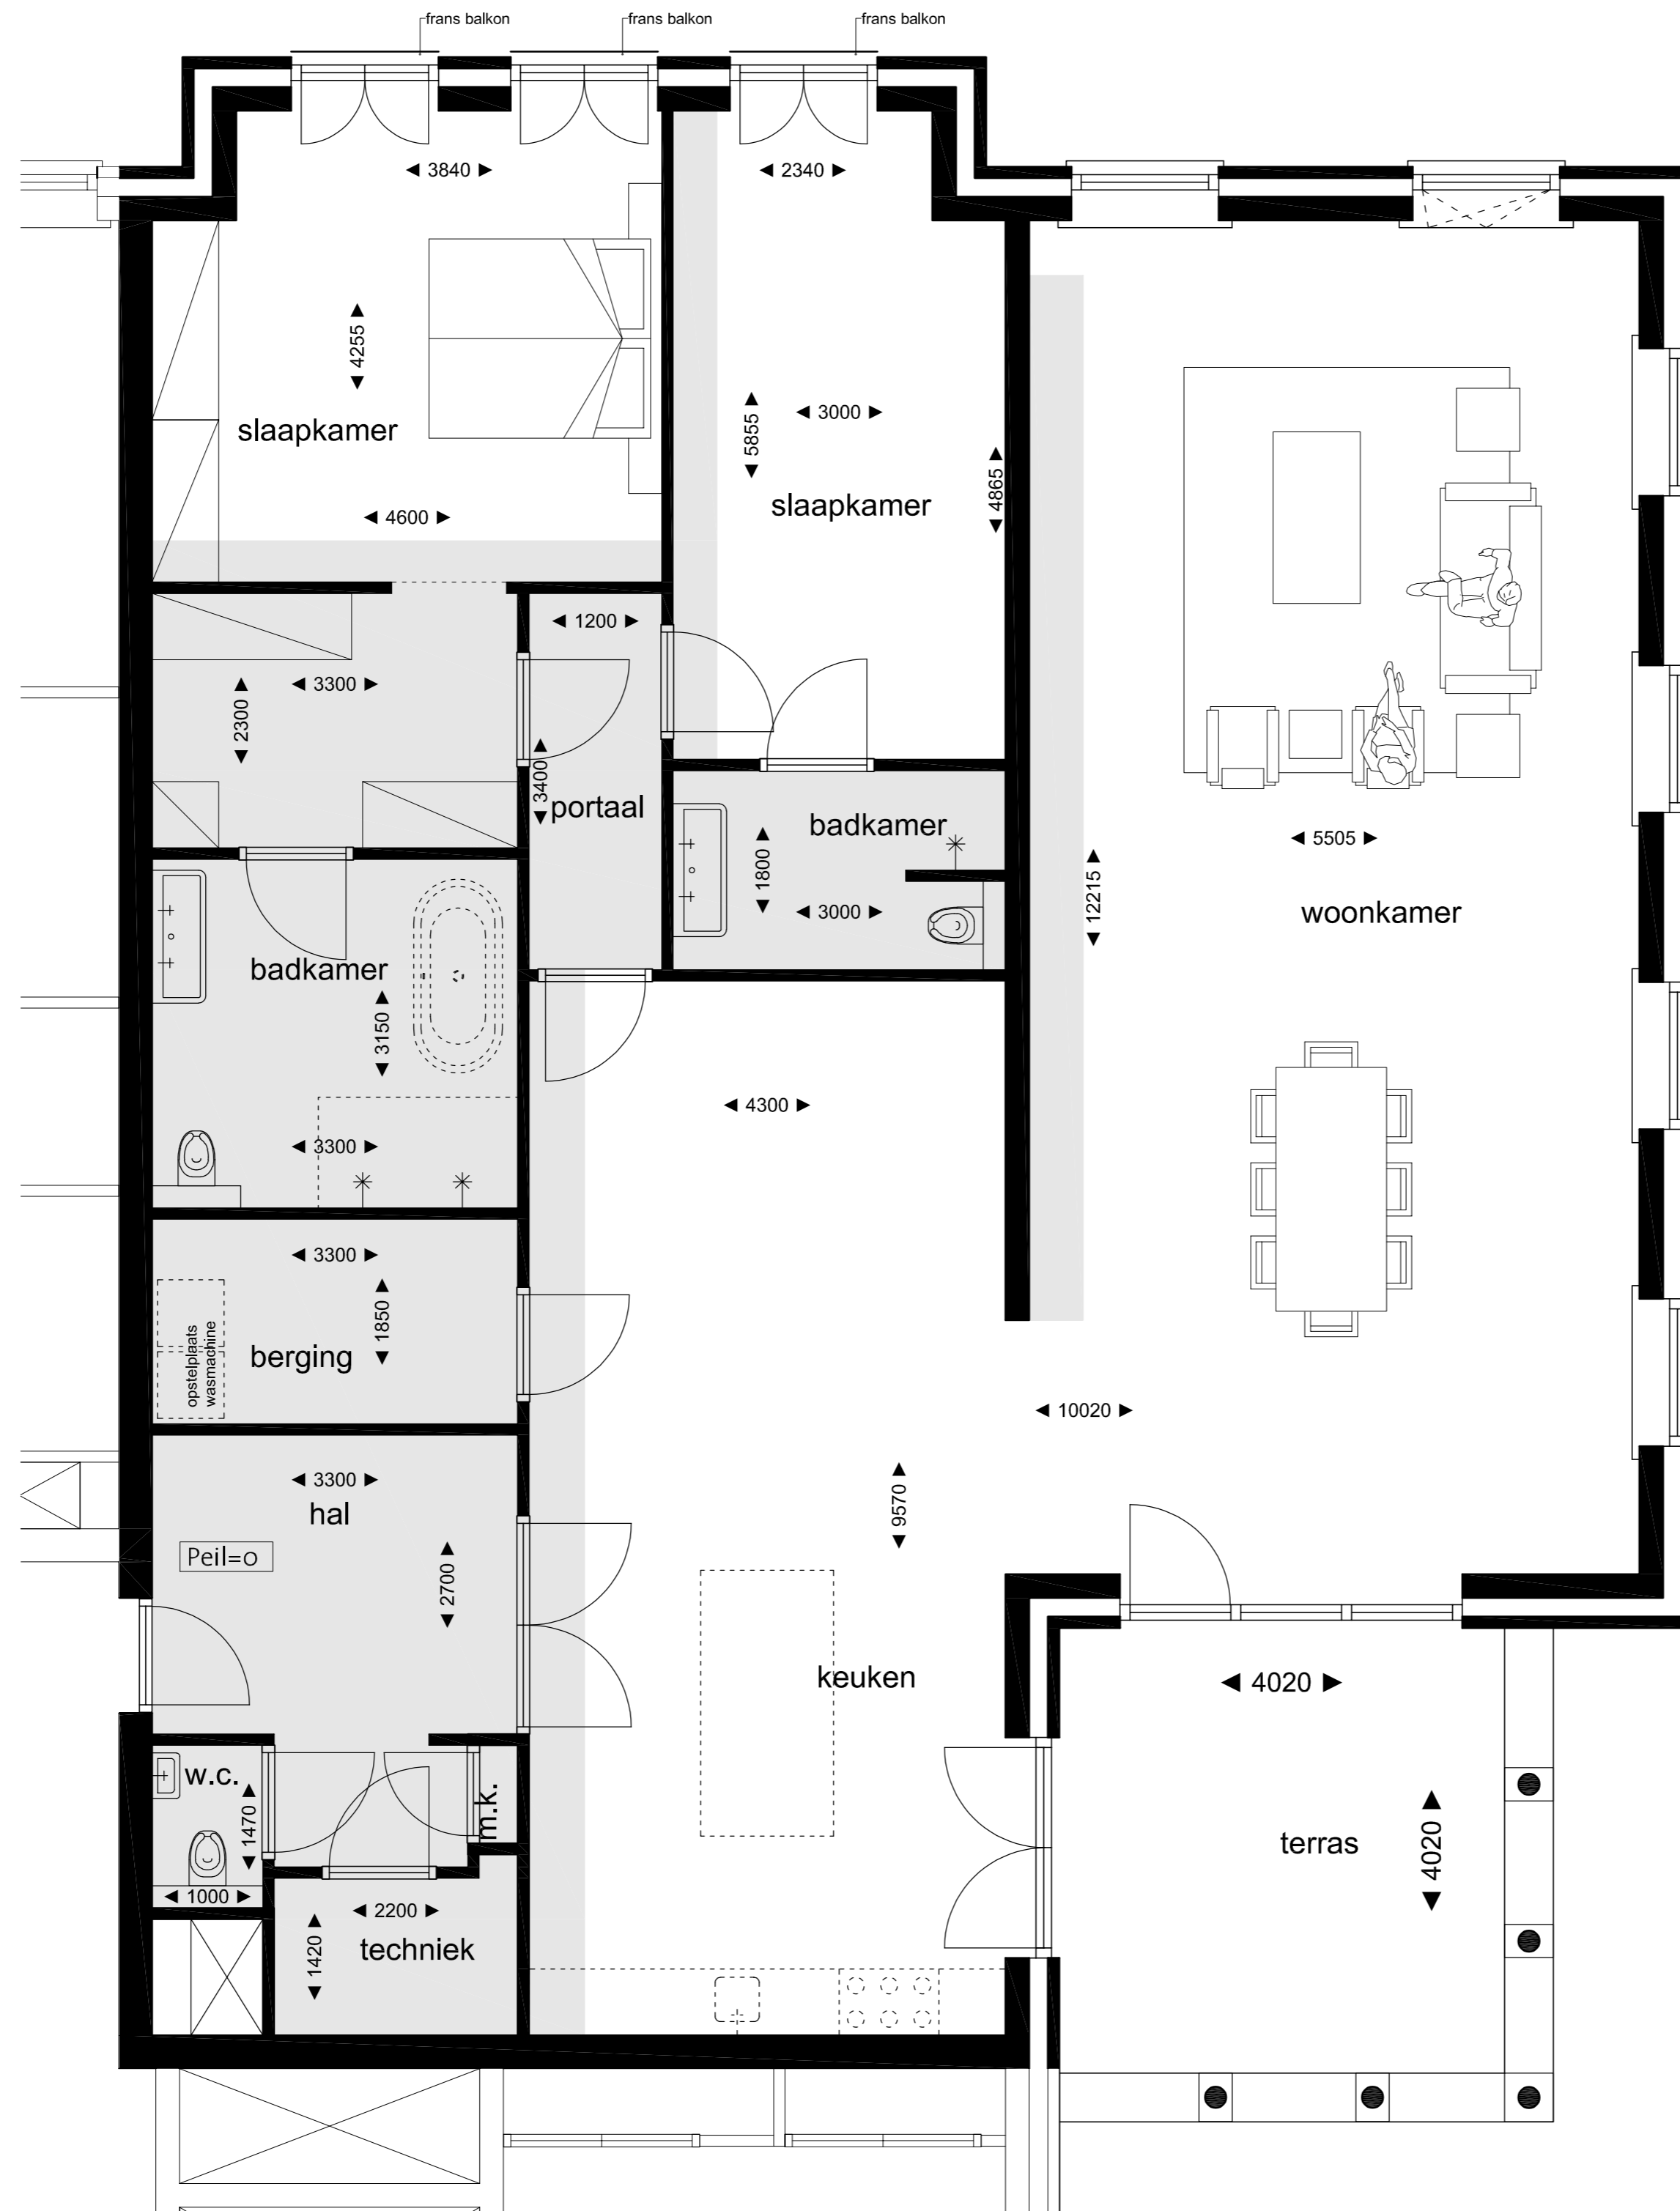 frans balkon
frans balkon
frans balkon
◄ 3840 ►
◄ 2340 ►
◄ 4255 ►
slaapkamer
◄ 3000 ►
◄ 5855 ►
◄ 4865 ►
slaapkamer
◄ 4600 ►
◄ 1200 ►
◄ 3300 ►
◄ 2300 ►
◄ 3400 ►
portaal
badkamer
◄ 1800 ►
◄ 3000 ►
◄ 5505 ►
◄ 12215 ►
woonkamer
badkamer
◄ 3150 ►
◄ 4300 ►
◄ 3300 ►
◄ 3300 ►
◄ 1850 ►
opstelplaats
wasmachine
berging
◄ 10020 ►
◄ 3300 ►
hal
◄ 9570 ►
Peil=0
◄ 2700 ►
keuken
◄ 4020 ►
w.c.
m.k.
◄ 1470 ►
terras
◄ 4020 ►
◄ 1000 ►
◄ 2200 ►
techniek
◄ 1420 ►